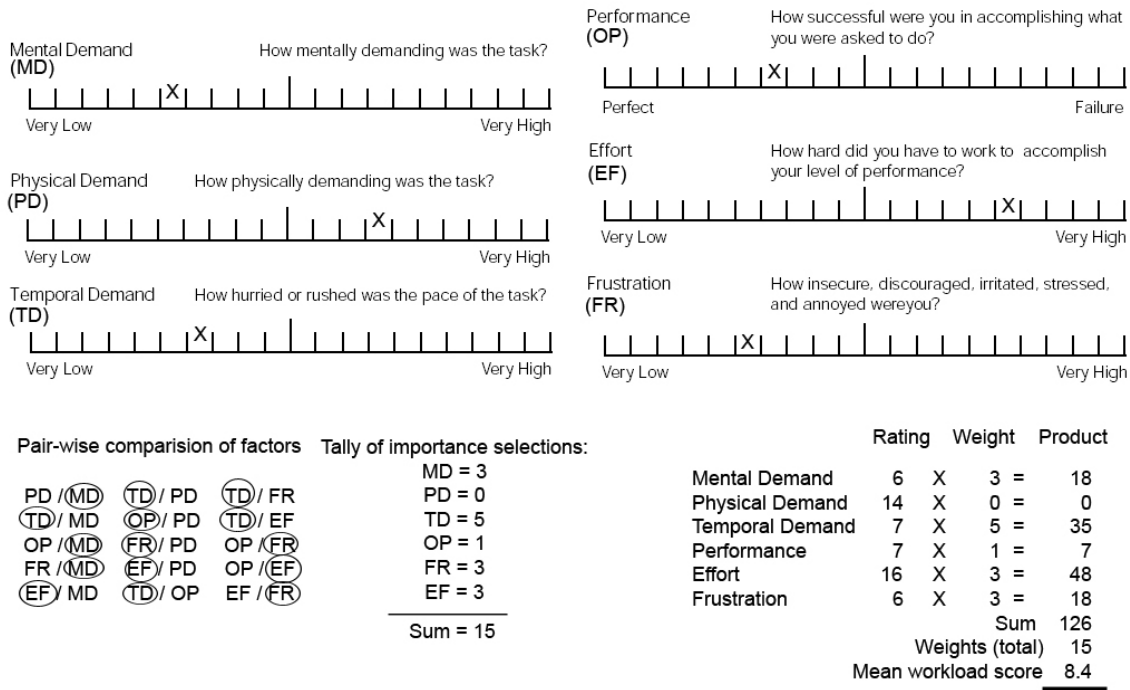 Mental Demand How mentally demanding was the task?
(MD)
X
Very Low Very High
Physical Demand How physically demanding was the task?
(PD)
X
Very Low Very High
Temporal Demand How hurried or rushed was the pace of the task?
(TD)
X
Very Low Very High
Performance How successful were you in accomplishing what
(OP) you were asked to do?
X
Perfect Failure
Effort How hard did you have to work to accomplish
(EF) your level of performance?
X
Very Low Very High
Frustration How insecure, discouraged, irritated, stressed,
(FR) and annoyed wereyou?
X
Very Low Very High
Pair-wise comparision of factors
PD / MD TD / PD TD / FR
TD / MD OP / PD TD / EF
OP / MD FR / PD OP / FR
FR / MD EF / PD OP / EF
EF / MD TD / OP EF / FR
Tally of importance selections:
MD = 3
PD = 0
TD = 5
OP = 1
FR = 3
EF = 3
Sum = 15
Rating Weight Product
Mental Demand 6 X 3 = 18
Physical Demand 14 X 0 = 0
Temporal Demand 7 X 5 = 35
Performance 7 X 1 = 7
Effort 16 X 3 = 48
Frustration 6 X 3 = 18
Sum 126
Weights (total) 15
Mean workload score 8.4